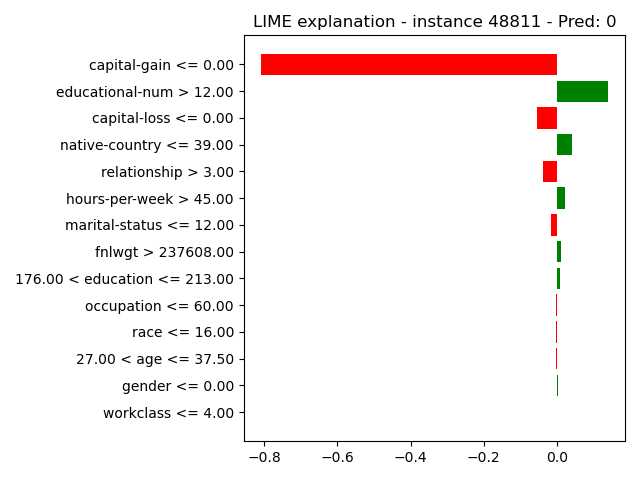 LIME explanation - instance 48811 - Pred: 0
capital-gain <= 0.00
educational-num > 12.00
capital-loss <= 0.00
native-country <= 39.00
relationship > 3.00
hours-per-week > 45.00
marital-status <= 12.00
fnlwgt > 237608.00
176.00 < education <= 213.00
occupation <= 60.00
race <= 16.00
27.00 < age <= 37.50
gender <= 0.00
workclass <= 4.00
−0.8 −0.6 −0.4 −0.2 0.0